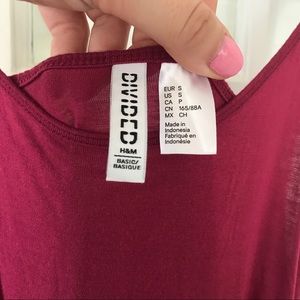 DIVIDED
H&M
BASIC/
BASIQUE
EUR S
US S
CA P
CN 165/88A
MX CH
Made in
Indonesia
Fabriqué en
Indonésie